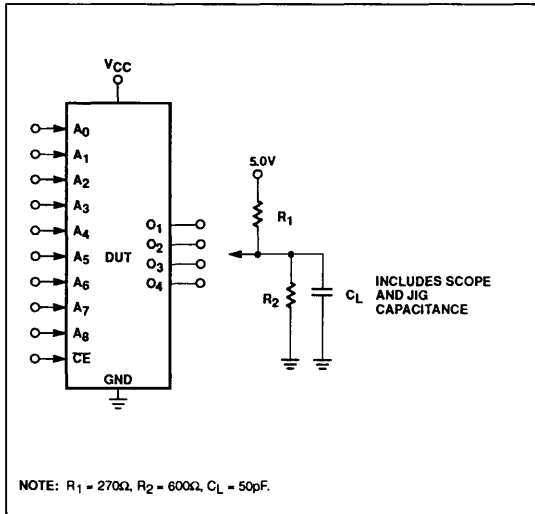 VCC
A0
A1
A2
A3
A4
A5
A6
A7
A8
CE
DUT
O1
O2
O3
O4
GND
5.0V
R1
R2
CL
INCLUDES SCOPE
AND JIG
CAPACITANCE
NOTE: R1 = 270Ω, R2 = 600Ω, CL = 50pF.